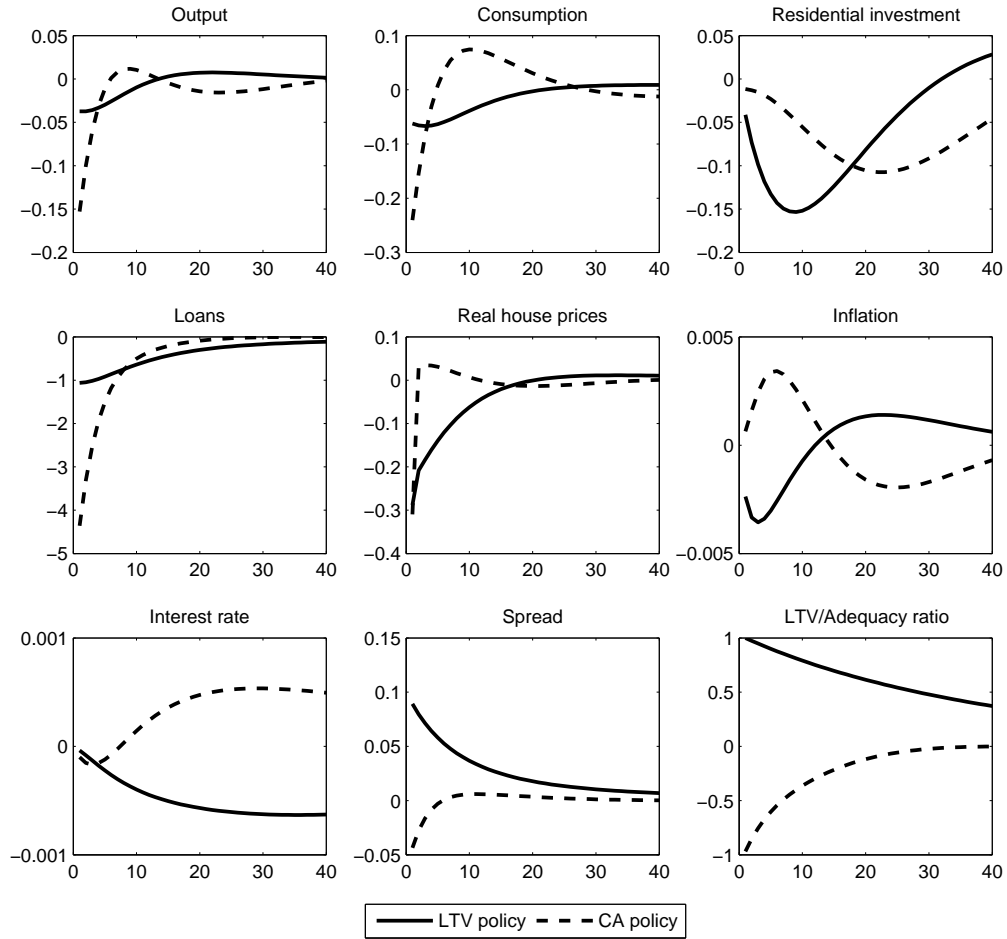 Output
0.05
0
−0.05
−0.1
−0.15
−0.2
0 10 20 30 40
Consumption
0.1
0
−0.1
−0.2
−0.3
0 10 20 30 40
Residential investment
0.05
0
−0.05
−0.1
−0.15
−0.2
0 10 20 30 40
Loans
0
−1
−2
−3
−4
−5
0 10 20 30 40
Real house prices
0.1
0
−0.1
−0.2
−0.3
−0.4
0 10 20 30 40
Inflation
0.005
0
−0.005
0 10 20 30 40
Interest rate
0.001
0
−0.001
0 10 20 30 40
Spread
0.15
0.1
0.05
0
−0.05
0 10 20 30 40
LTV/Adequacy ratio
1
0.5
0
−0.5
−1
0 10 20 30 40
LTV policy
CA policy